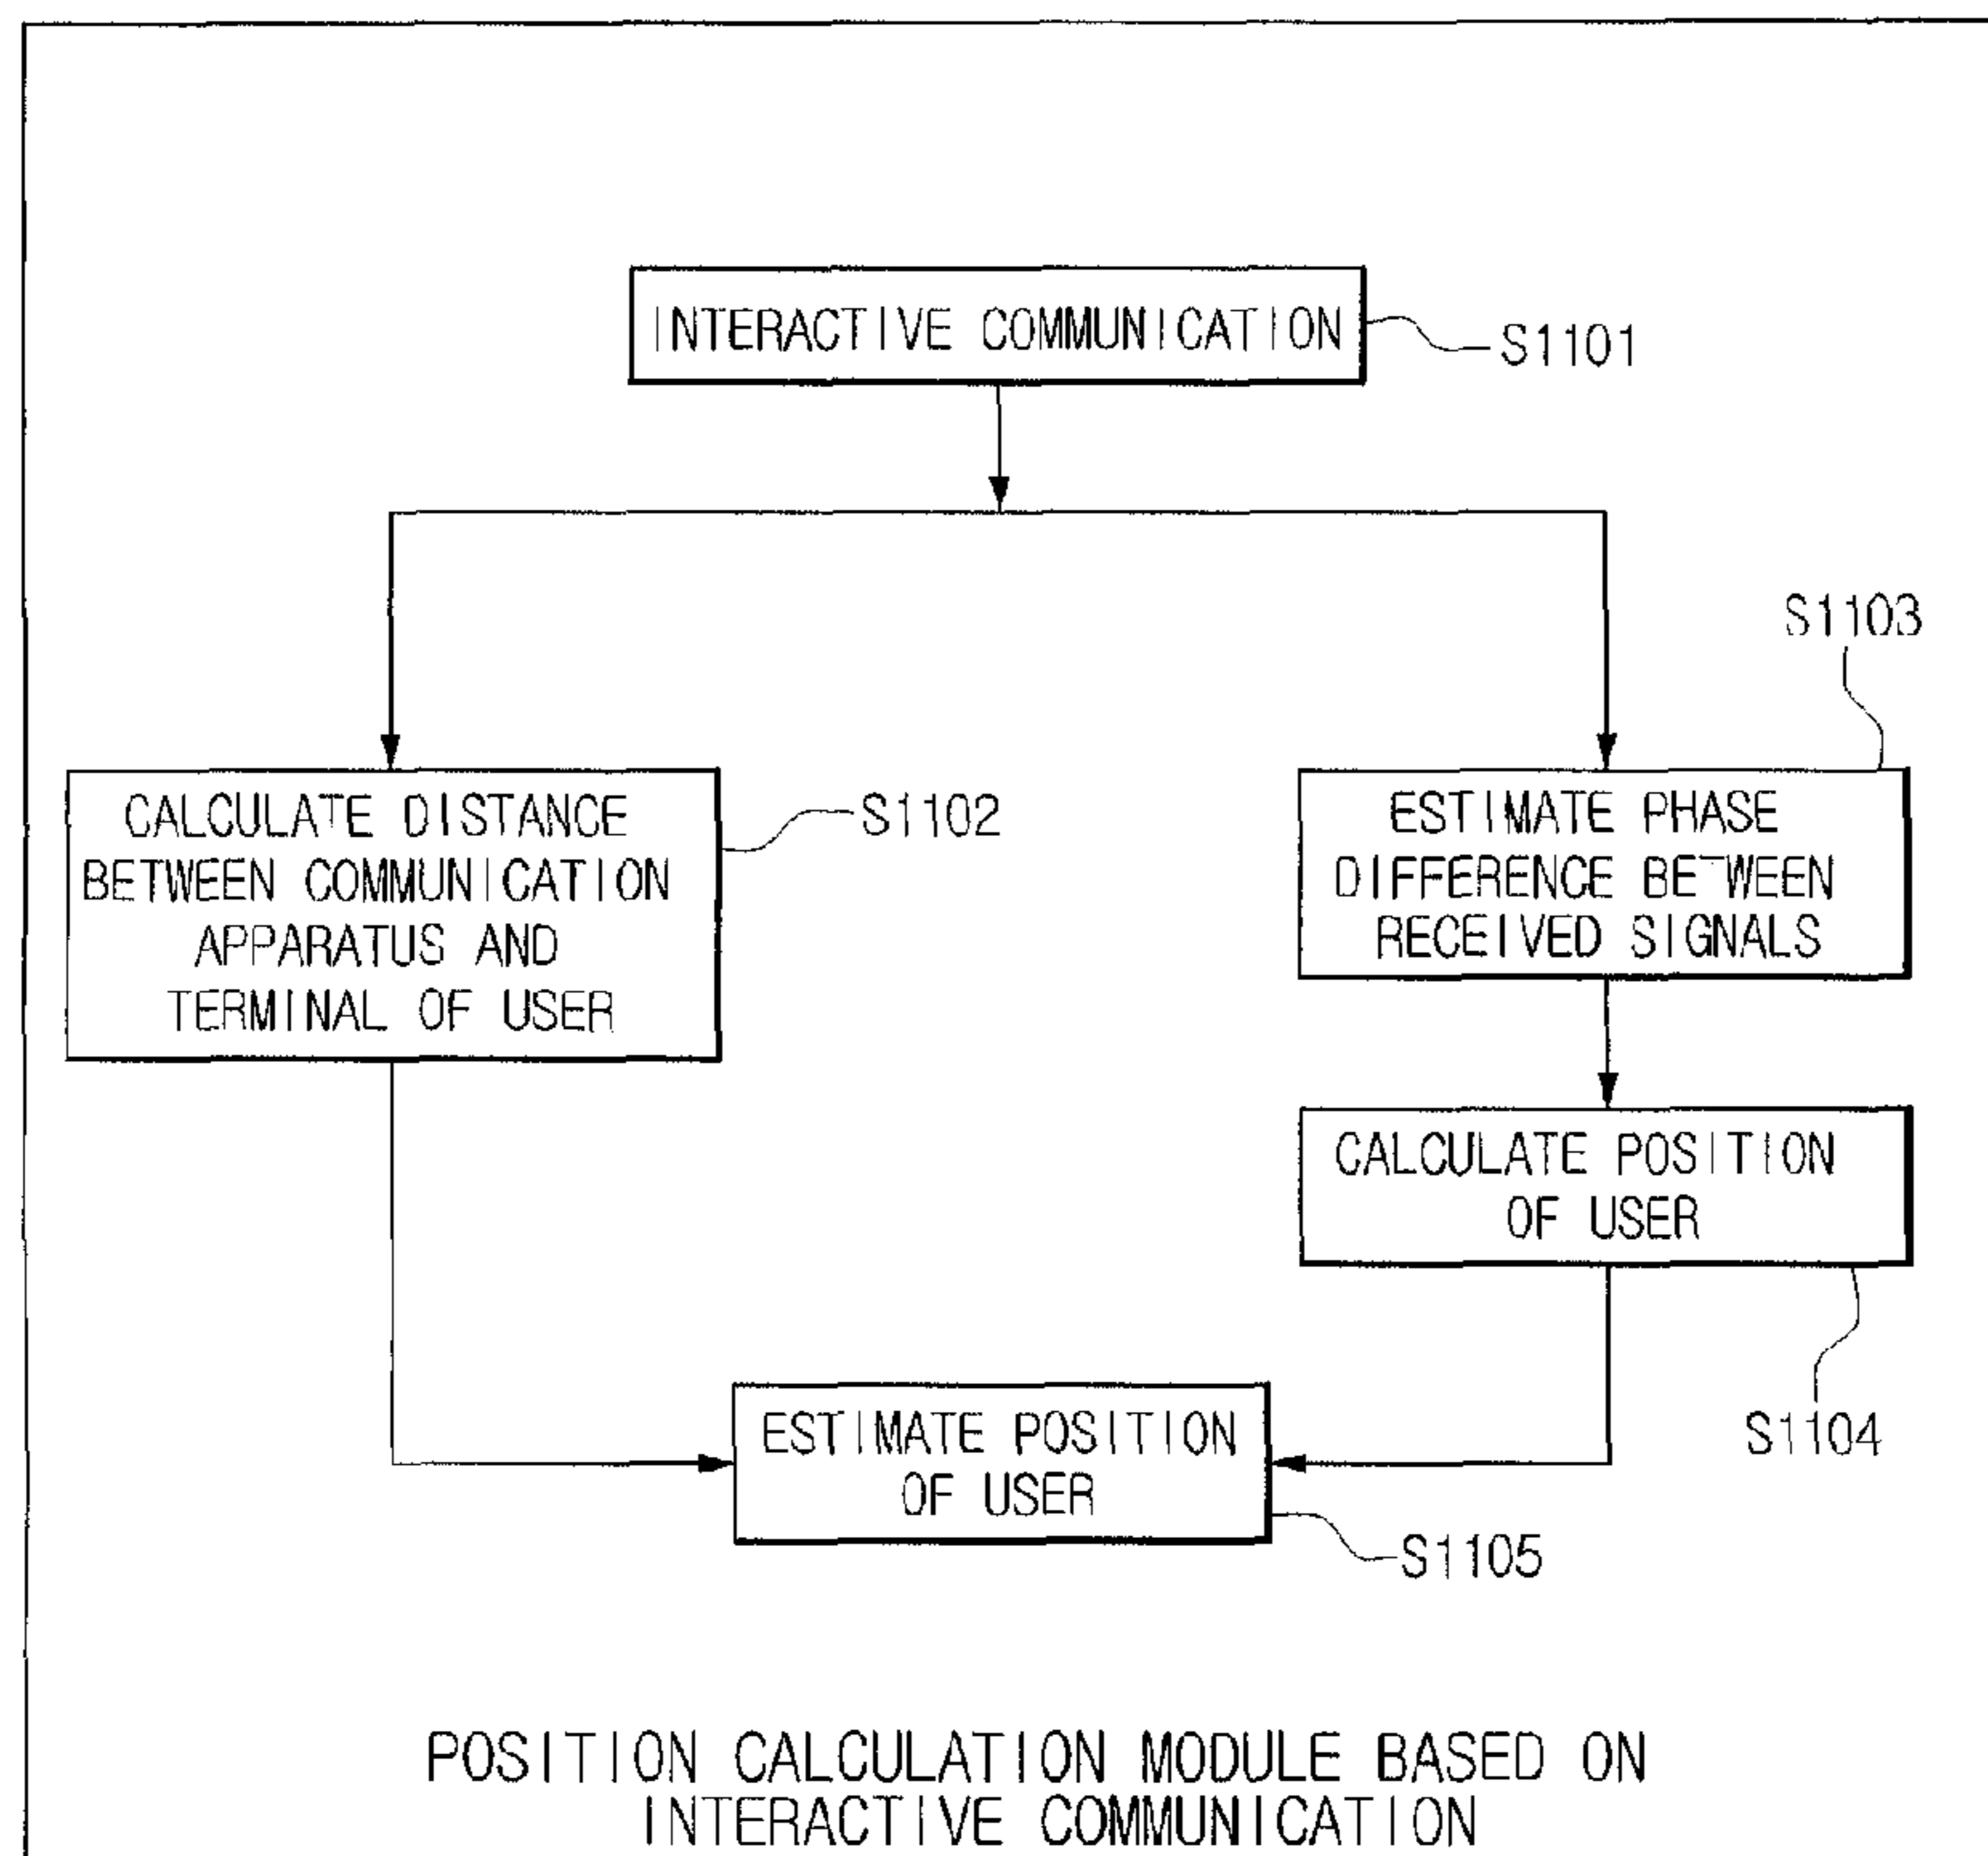 INTERACTIVE COMMUNICATION
S1101
S1103
CALCULATE DISTANCE
BETWEEN COMMUNICATION
APPARATUS AND
TERMINAL OF USER
S1102
ESTIMATE PHASE
DIFFERENCE BETWEEN
RECEIVED SIGNALS
CALCULATE POSITION
OF USER
S1104
ESTIMATE POSITION
OF USER
S1105
POSITION CALCULATION MODULE BASED ON
INTERACTIVE COMMUNICATION